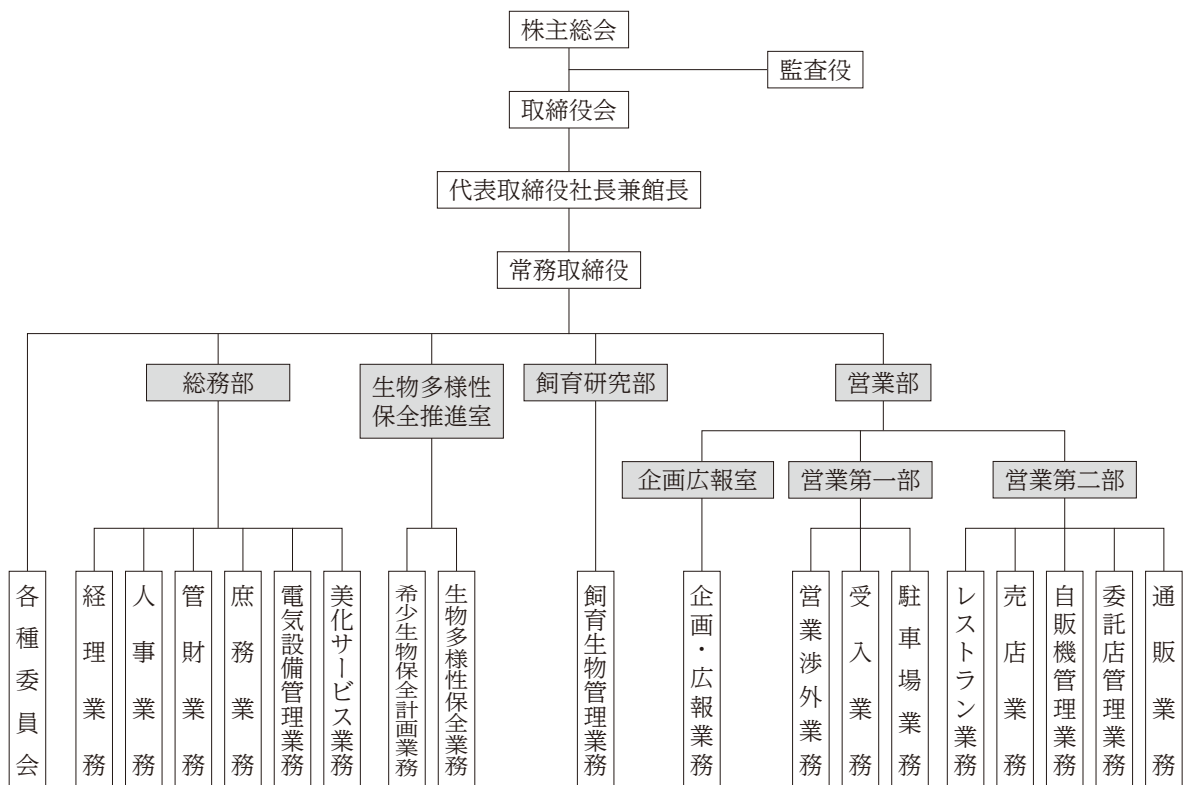 株主総会
監査役
取締役会
代表取締役社長兼館長
常務取締役
総務部
生物多様性
保全推進室
飼育研究部
営業部
企画広報室
営業第一部
営業第二部
各種委員会
経理業務
人事業務
管財業務
庶務業務
電気設備管理業務
美化サービス業務
希少生物保全計画業務
生物多様性保全業務
飼育生物管理業務
企画・広報業務
営業渉外業務
受入業務
駐車場業務
レストラン業務
売店業務
自販機管理業務
委託店管理業務
通販業務